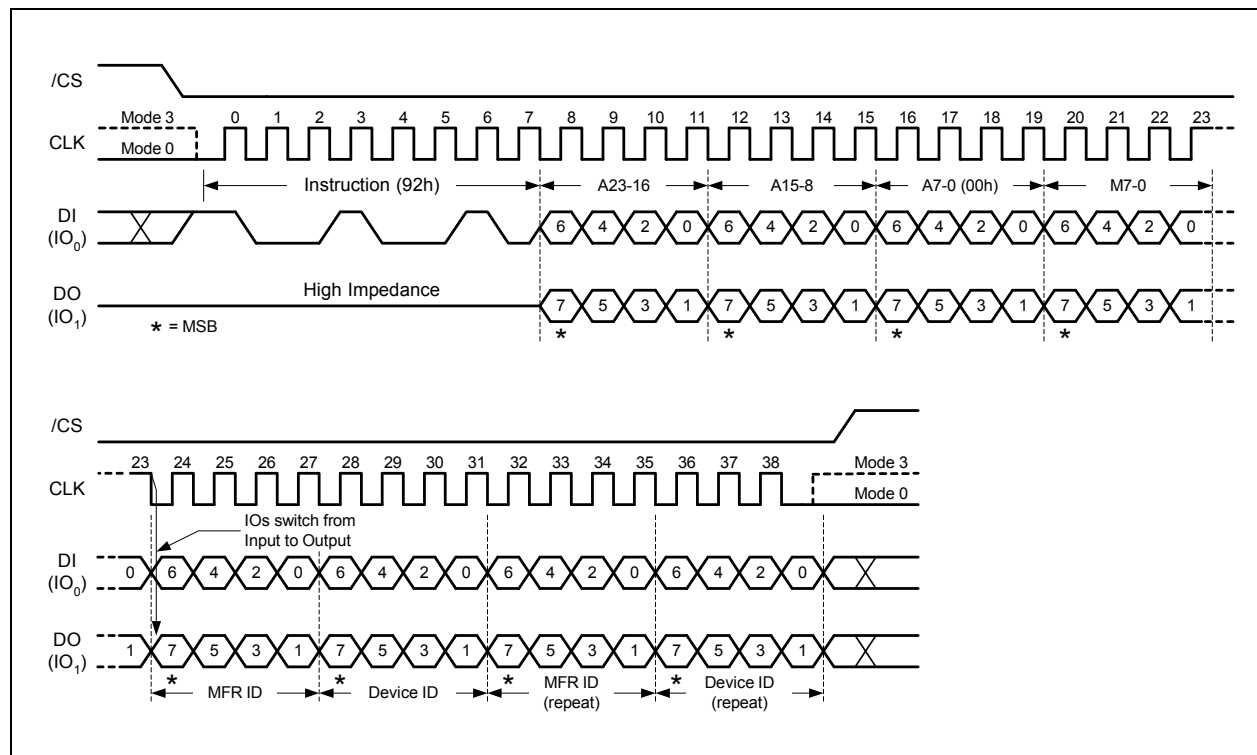 /CS
Mode 3 0 1 2 3 4 5 6 7 8 9 10 11 12 13 14 15 16 17 18 19 20 21 22 23
CLK
Mode 0
Instruction (92h) A23-16 A15-8 A7-0 (00h) M7-0
DI
(IO0) 6 4 2 0 6 4 2 0 6 4 2 0 6 4 2 0
High Impedance
DO
(IO1) 7 5 3 1 7 5 3 1 7 5 3 1 7 5 3 1
* = MSB * * * *
/CS
23 24 25 26 27 28 29 30 31 32 33 34 35 36 37 38 Mode 3
CLK
Mode 0
IOs switch from
Input to Output
DI
(IO0) 0 6 4 2 0 6 4 2 0 6 4 2 0 6 4 2 0
DO
(IO1) 1 7 5 3 1 7 5 3 1 7 5 3 1 7 5 3 1
* * * *
MFR ID Device ID MFR ID
(repeat) Device ID
(repeat)